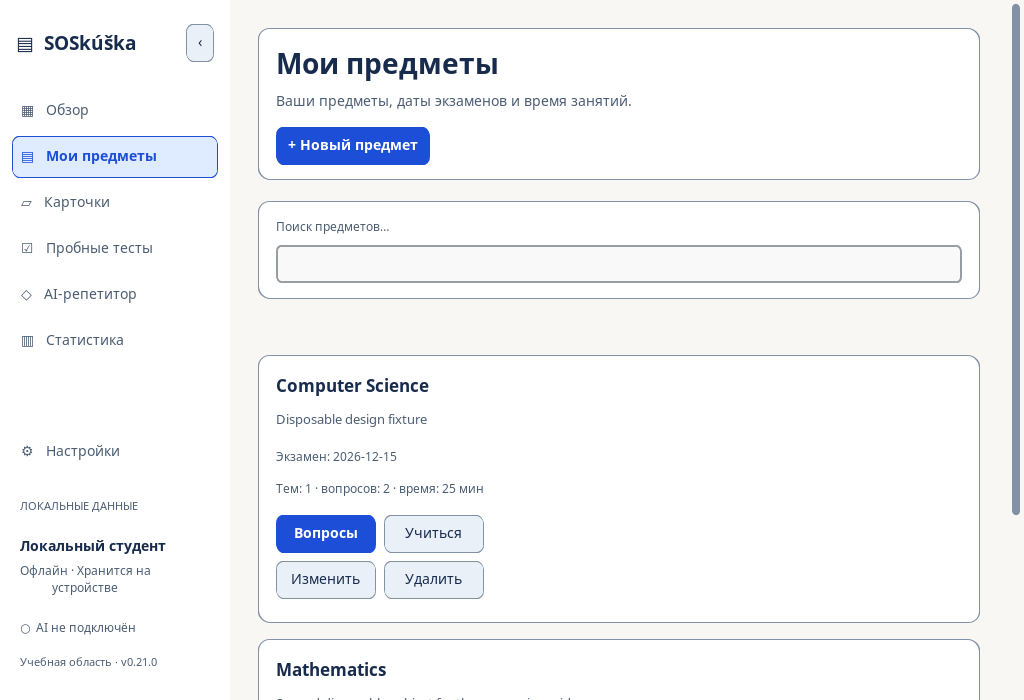 SOSkúška
‹
Обзор
Мои предметы
Карточки
Пробные тесты
AI-репетитор
Статистика
Настройки
ЛОКАЛЬНЫЕ ДАННЫЕ
Локальный студент
Офлайн · Хранится на
устройстве
AI не подключён
Учебная область · v0.21.0
Мои предметы
Ваши предметы, даты экзаменов и время занятий.
+ Новый предмет
Поиск предметов…
Computer Science
Disposable design fixture
Экзамен: 2026-12-15
Тем: 1 · вопросов: 2 · время: 25 мин
Вопросы Учиться
Изменить Удалить
Mathematics